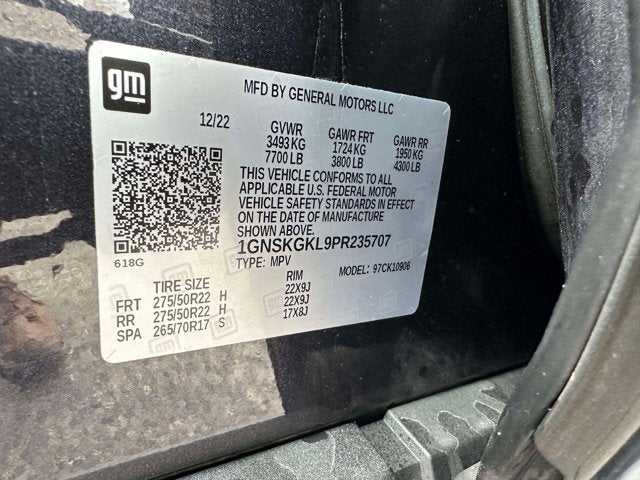 gm
MFD BY GENERAL MOTORS LLC
12/22 GVWR GAWR FRT GAWR RR
3493 KG 1724 KG 1950 KG
7700 LB 3800 LB 4300 LB
THIS VEHICLE CONFORMS TO ALL
APPLICABLE U.S. FEDERAL MOTOR
VEHICLE SAFETY STANDARDS IN EFFECT
ON THE DATE OF MANUFACTURE
SHOWN ABOVE.
1GNSKGKL9PR235707
618G
TYPE: MPV MODEL: 97CK10906
TIRE SIZE RIM
FRT 275/50R22 H 22X9J
RR 275/50R22 H 22X9J
SPA 265/70R17 S 17X8J